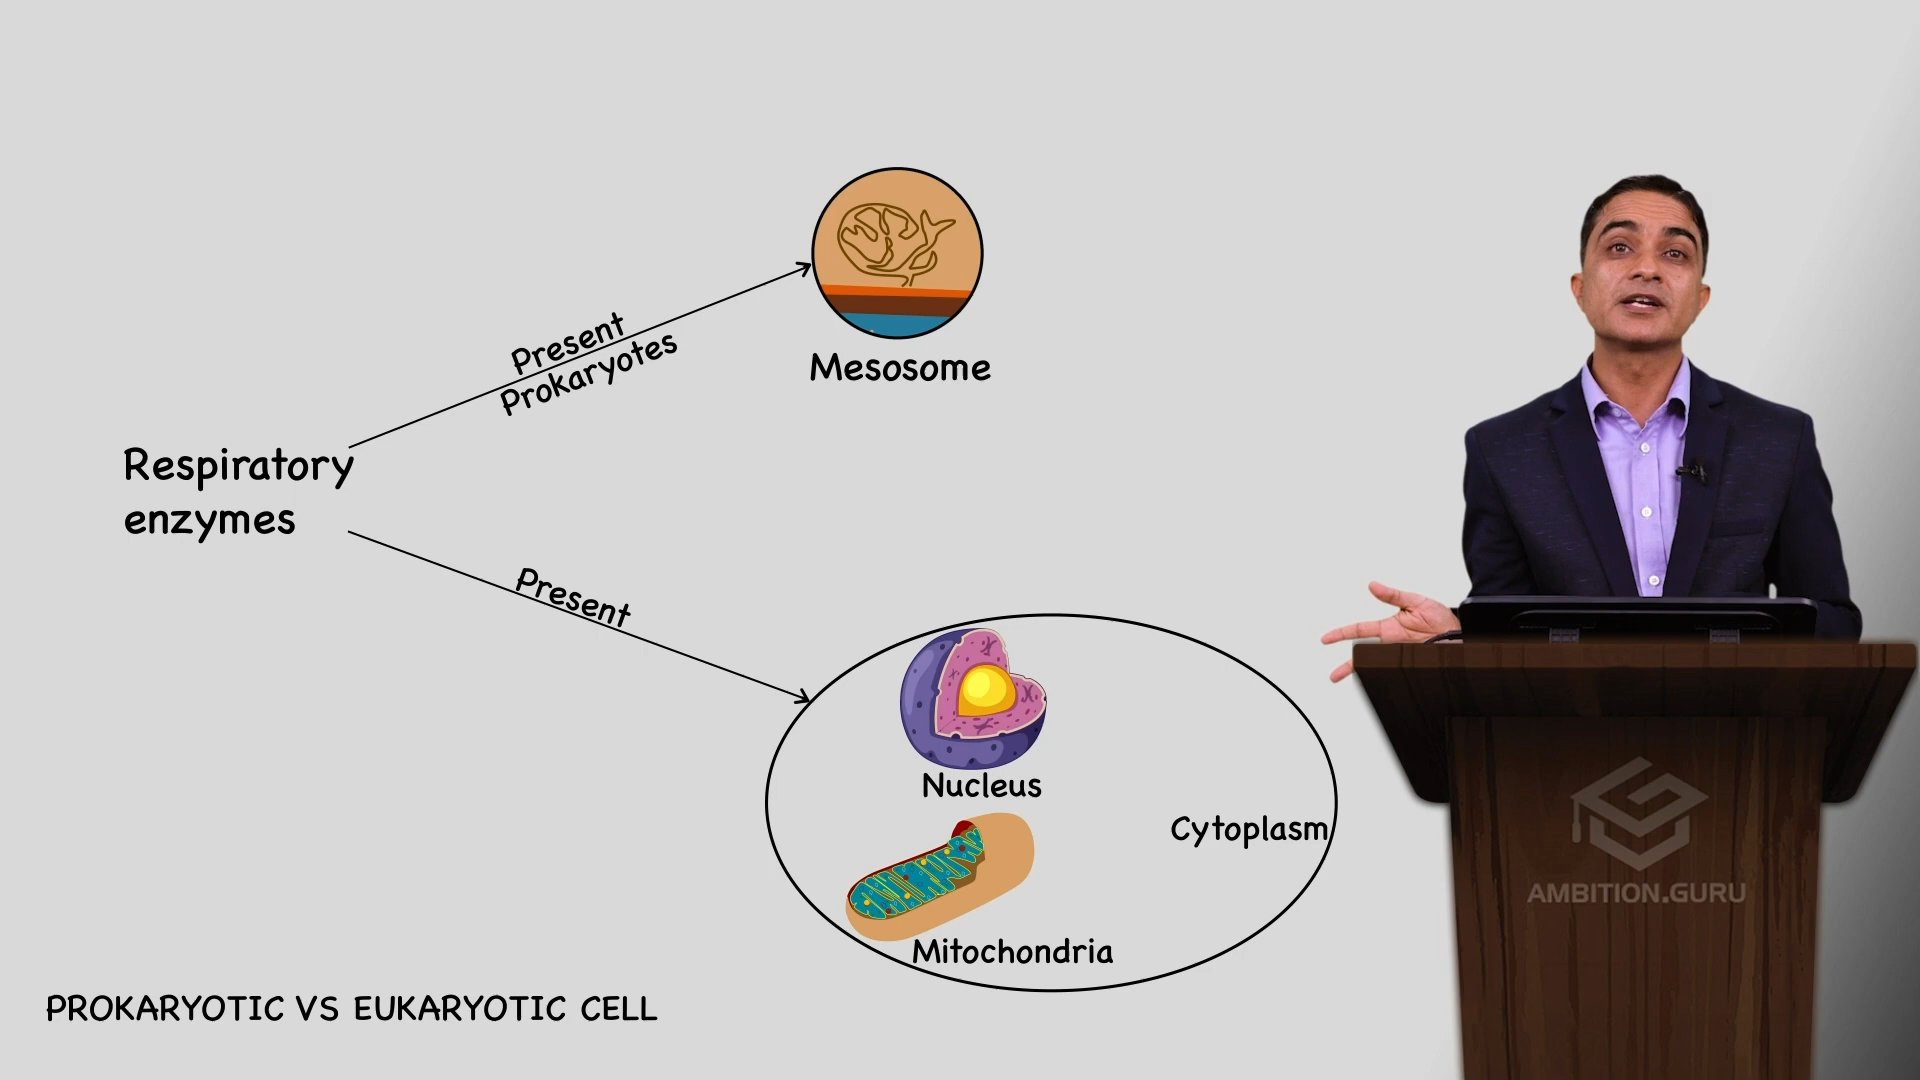 Present
Prokaryotes
Mesosome
Respiratory
enzymes
Present
Nucleus
Cytoplasm
Mitochondria
AMBITION.GURU
PROKARYOTIC VS EUKARYOTIC CELL